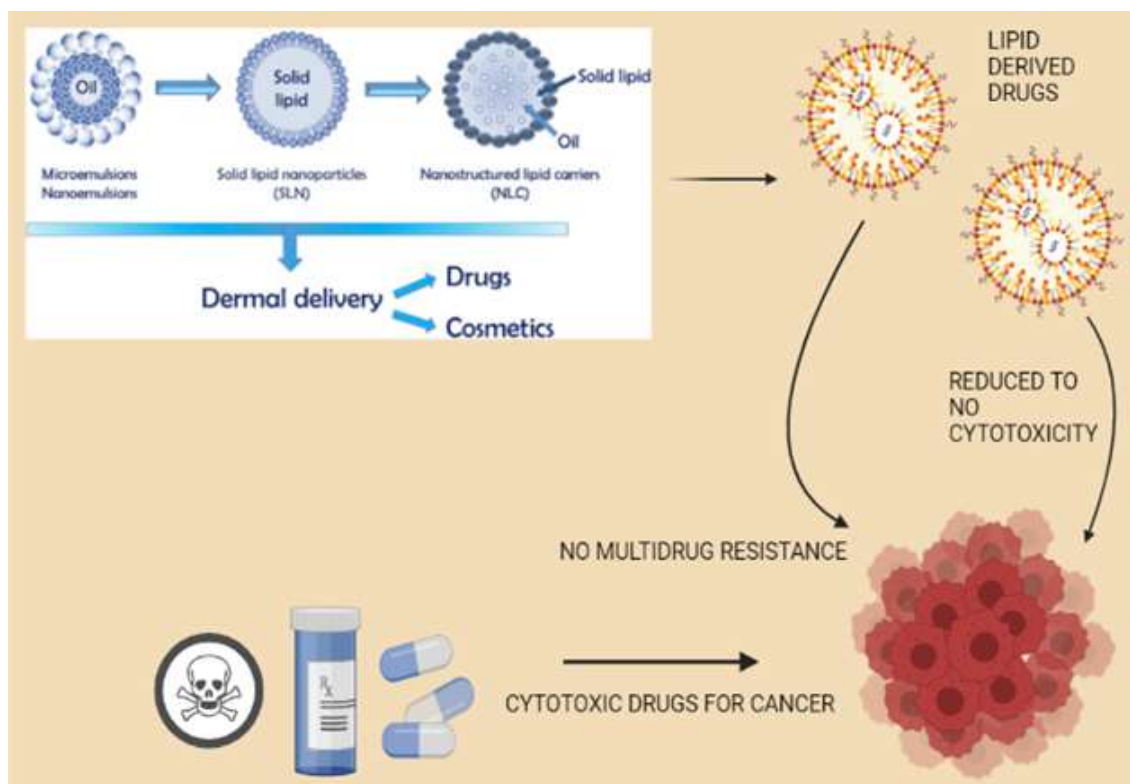 Oil
Solid
lipid
Solid lipid
Oil
Microemulsions
Nanoemulsions
Solid lipid nanoparticles
(SLN)
Nanostructured lipid carriers
(NLC)
Dermal delivery
Drugs
Cosmetics
LIPID
DERIVED
DRUGS
REDUCED TO
NO
CYTOTOXICITY
NO MULTIDRUG RESISTANCE
Rx
CYTOTOXIC DRUGS FOR CANCER